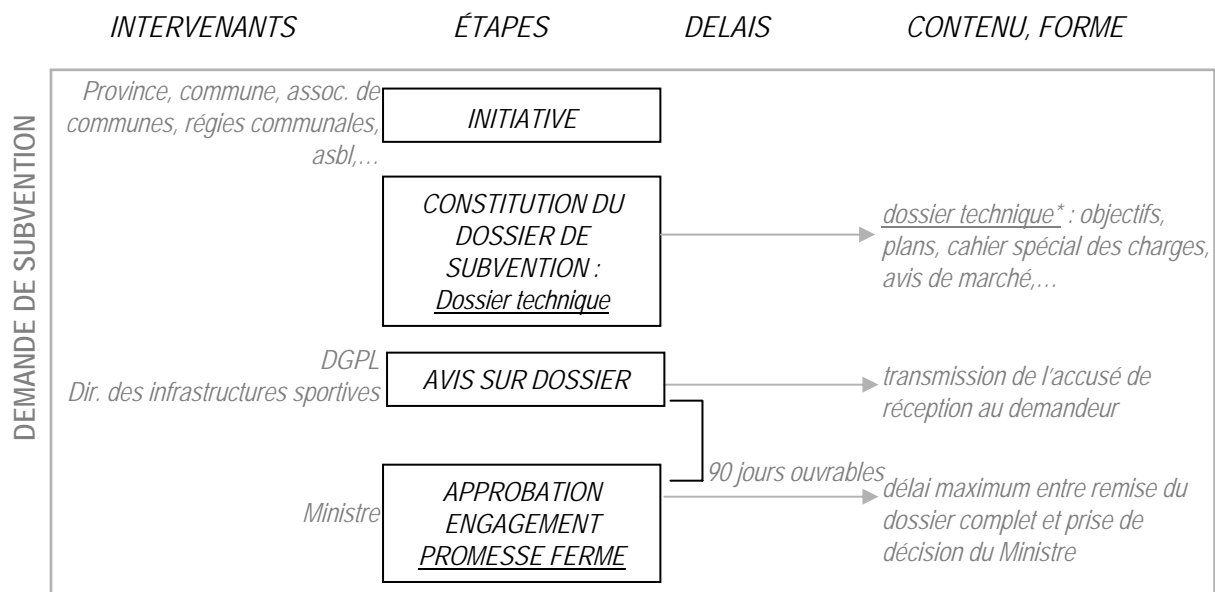 INTERVENANTS ÉTAPES DELAIS CONTENU, FORME
DEMANDE DE SUBVENTION
Province, commune, assoc. de
communes, régies communales,
asbl,…
INITIATIVE
CONSTITUTION DU
DOSSIER DE
SUBVENTION :
Dossier technique
dossier technique* : objectifs,
plans, cahier spécial des charges,
avis de marché,…
DGPL
Dir. des infrastructures sportives
AVIS SUR DOSSIER
transmission de l'accusé de
réception au demandeur
90 jours ouvrables
Ministre
APPROBATION
ENGAGEMENT
PROMESSE FERME
délai maximum entre remise du
dossier complet et prise de
décision du Ministre